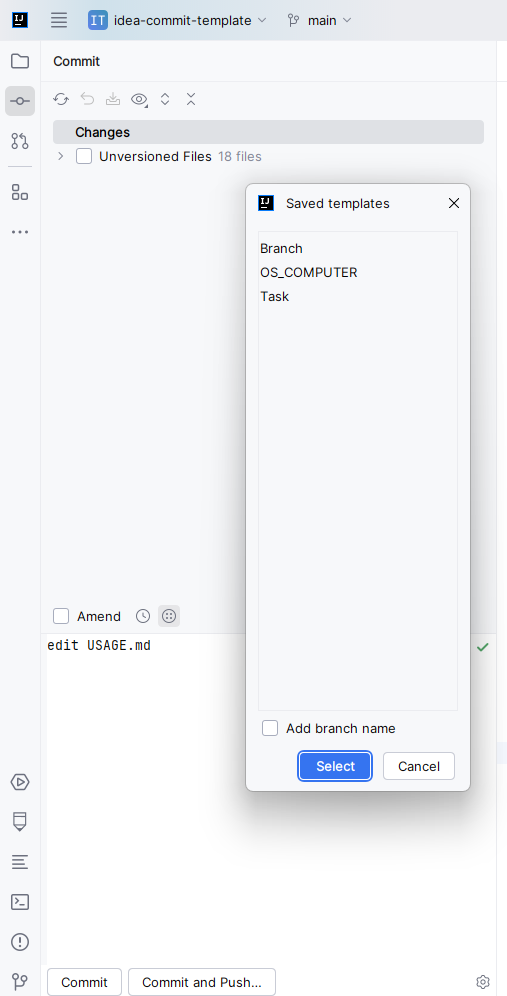 IJ
IT idea-commit-template main
Commit
Changes
Unversioned Files 18 files
IJ Saved templates
Branch
OS_COMPUTER
Task
Amend
edit USAGE.md
Add branch name
Select Cancel
Commit Commit and Push...